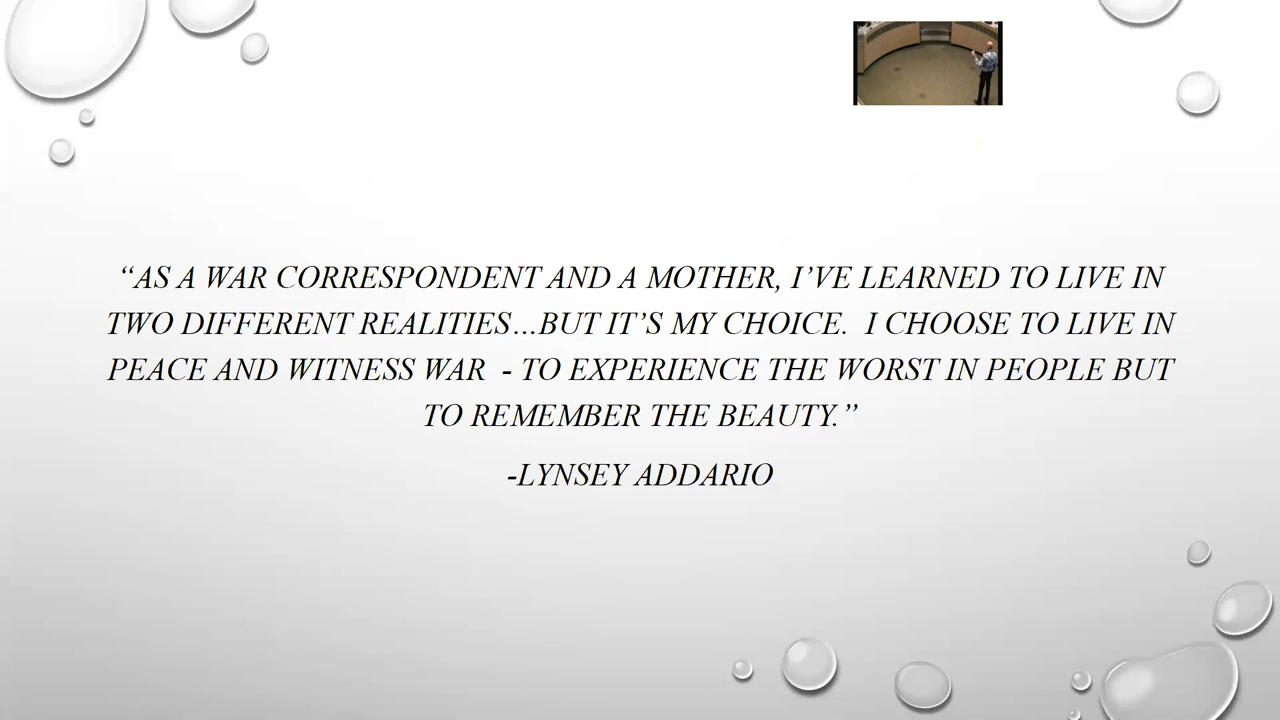 “AS A WAR CORRESPONDENT AND A MOTHER, I’VE LEARNED TO LIVE IN
TWO DIFFERENT REALITIES…BUT IT’S MY CHOICE.  I CHOOSE TO LIVE IN
PEACE AND WITNESS WAR  - TO EXPERIENCE THE WORST IN PEOPLE BUT
TO REMEMBER THE BEAUTY.”
-LYNSEY ADDARIO